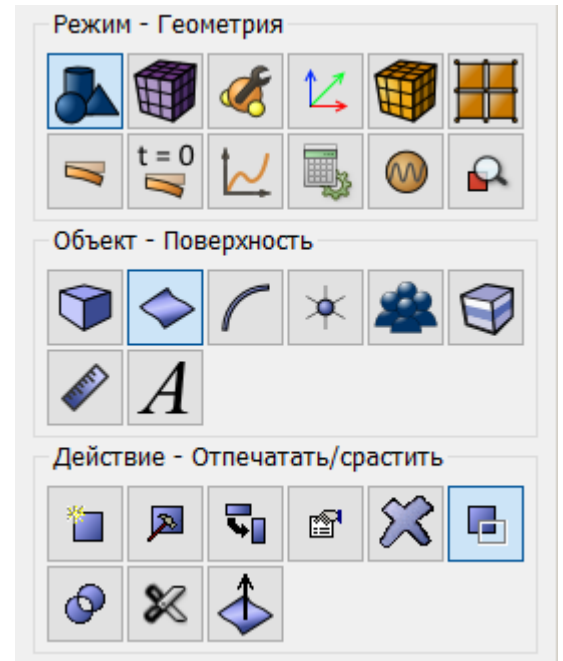 Режим - Геометрия
t = 0
Объект - Поверхность
A
Действие - Отпечатать/срастить